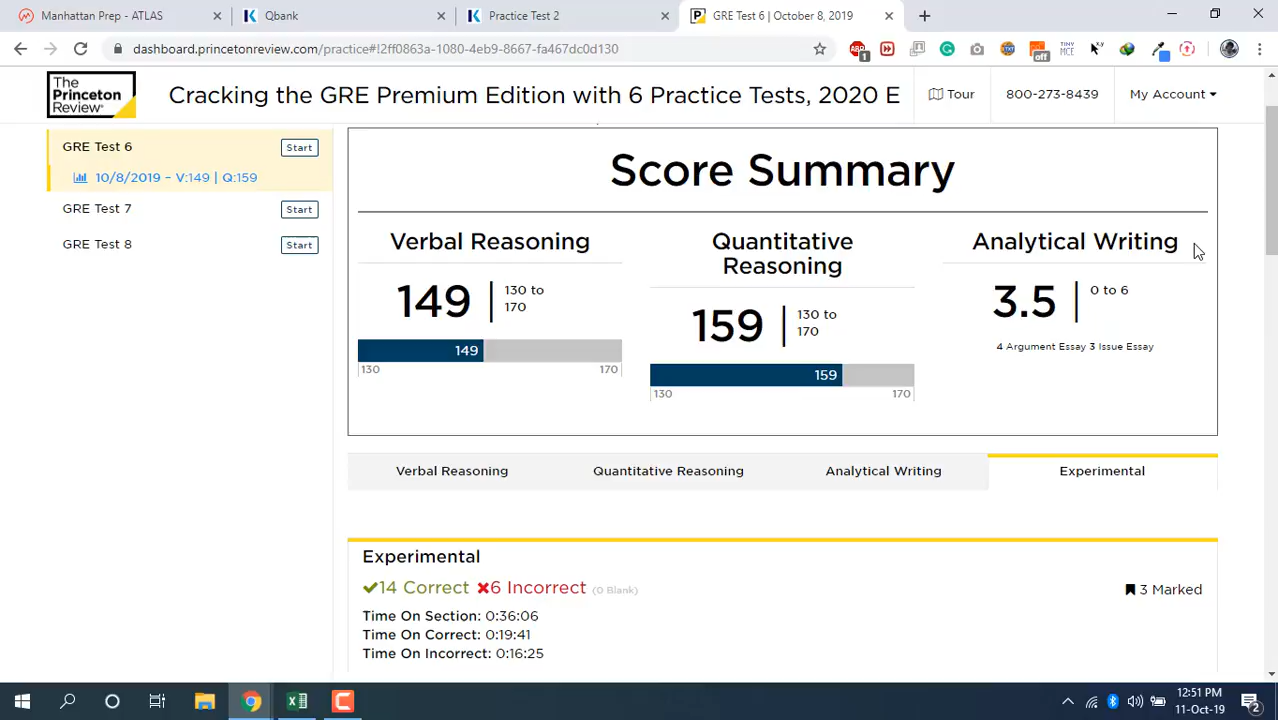 Manhattan Prep - ATLAS
Qbank
Practice Test 2
GRE Test 6 | October 8, 2019
dashboard.princetonreview.com/practice#!2ff0863a-1080-4eb9-8667-fa467dc0d130
ABP
1
off
TINY
MCE
The
Princeton
Review®
Cracking the GRE Premium Edition with 6 Practice Tests, 2020 E
Tour
800-273-8439
My Account
GRE Test 6
Start
10/8/2019 – V:149 | Q:159
GRE Test 7
Start
GRE Test 8
Start
Score Summary
Verbal Reasoning
149
130 to
170
149
130
170
Quantitative
Reasoning
159
130 to
170
159
130
170
Analytical Writing
3.5
0 to 6
4 Argument Essay 3 Issue Essay
Verbal Reasoning
Quantitative Reasoning
Analytical Writing
Experimental
Experimental
14 Correct
6 Incorrect
(0 Blank)
3 Marked
Time On Section: 0:36:06
Time On Correct: 0:19:41
Time On Incorrect: 0:16:25
12:51 PM
11-Oct-19
2